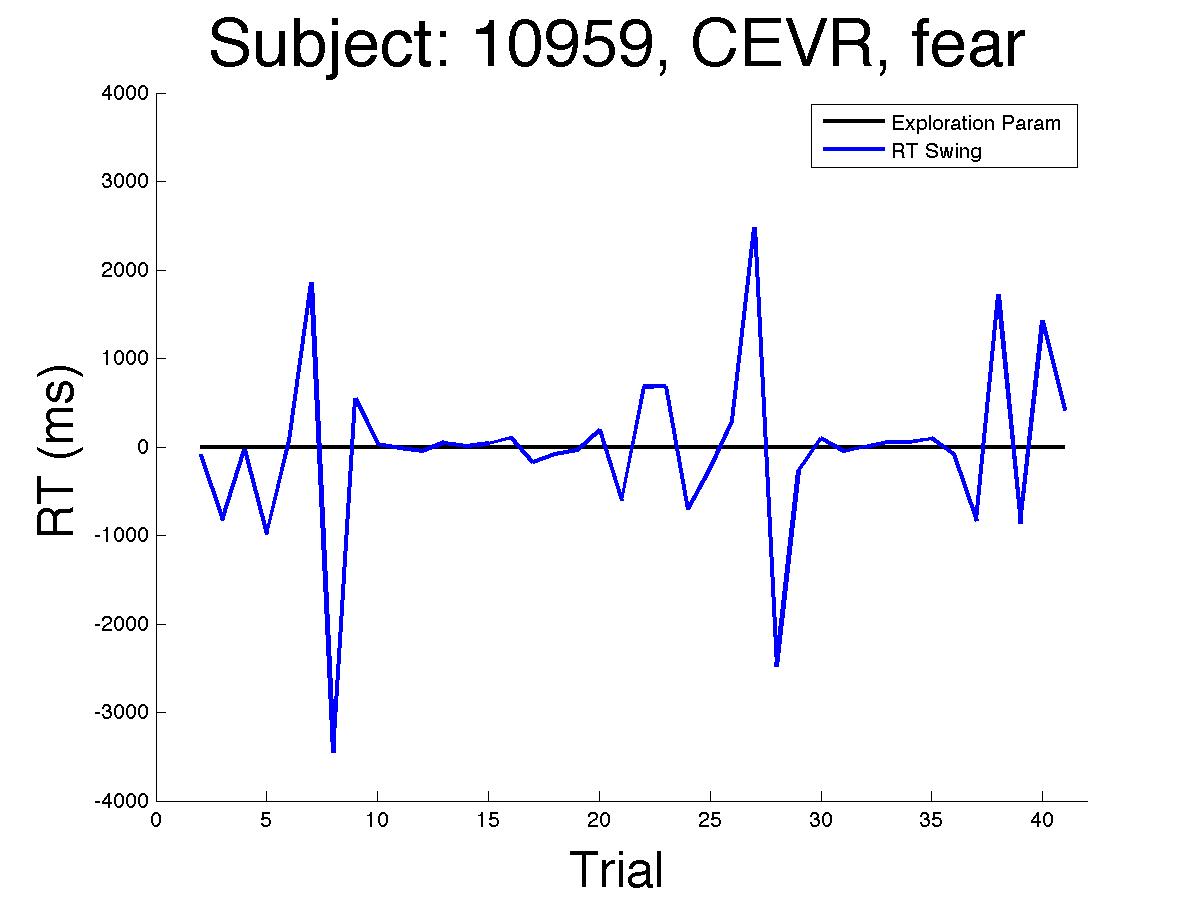 Subject: 10959, CEVR, fear
Exploration Param
RT Swing
4000
3000
2000
1000
0
-1000
-2000
-3000
-4000
RT (ms)
0 5 10 15 20 25 30 35 40
Trial